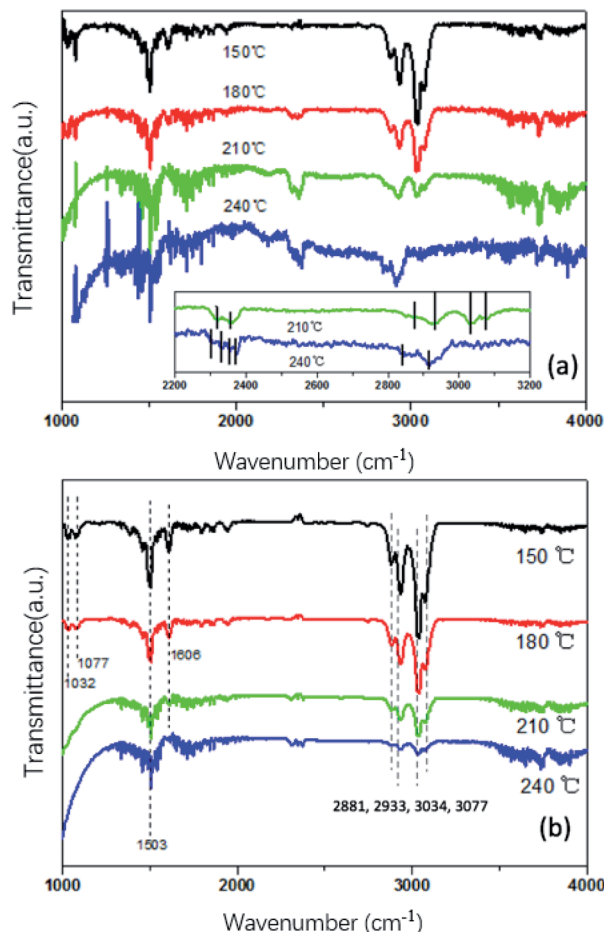 Transmittance(a.u.)
150℃
180℃
210℃
240℃
210℃
240℃
2200 2400 2600 2800 3000 3200
(a)
1000 2000 3000 4000
Wavenumber (cm⁻¹)
Transmittance(a.u.)
150 ℃
180 ℃
1077
1606
1032
210 ℃
240 ℃
2881, 2933, 3034, 3077
1503
(b)
1000 2000 3000 4000
Wavenumber (cm⁻¹)